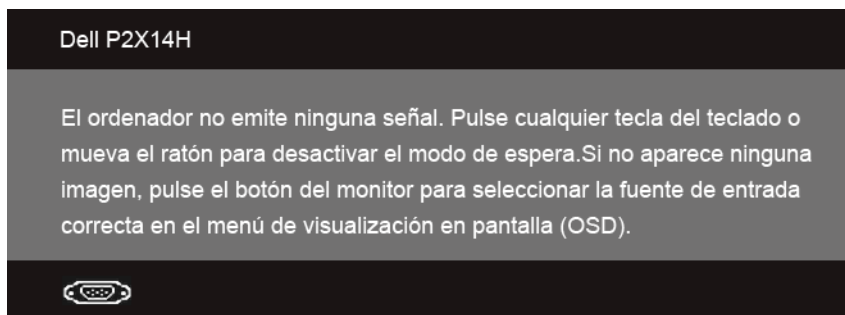 Dell P2X14H
El ordenador no emite ninguna señal. Pulse cualquier tecla del teclado o
mueva el ratón para desactivar el modo de espera.Si no aparece ninguna
imagen, pulse el botón del monitor para seleccionar la fuente de entrada
correcta en el menú de visualización en pantalla (OSD).